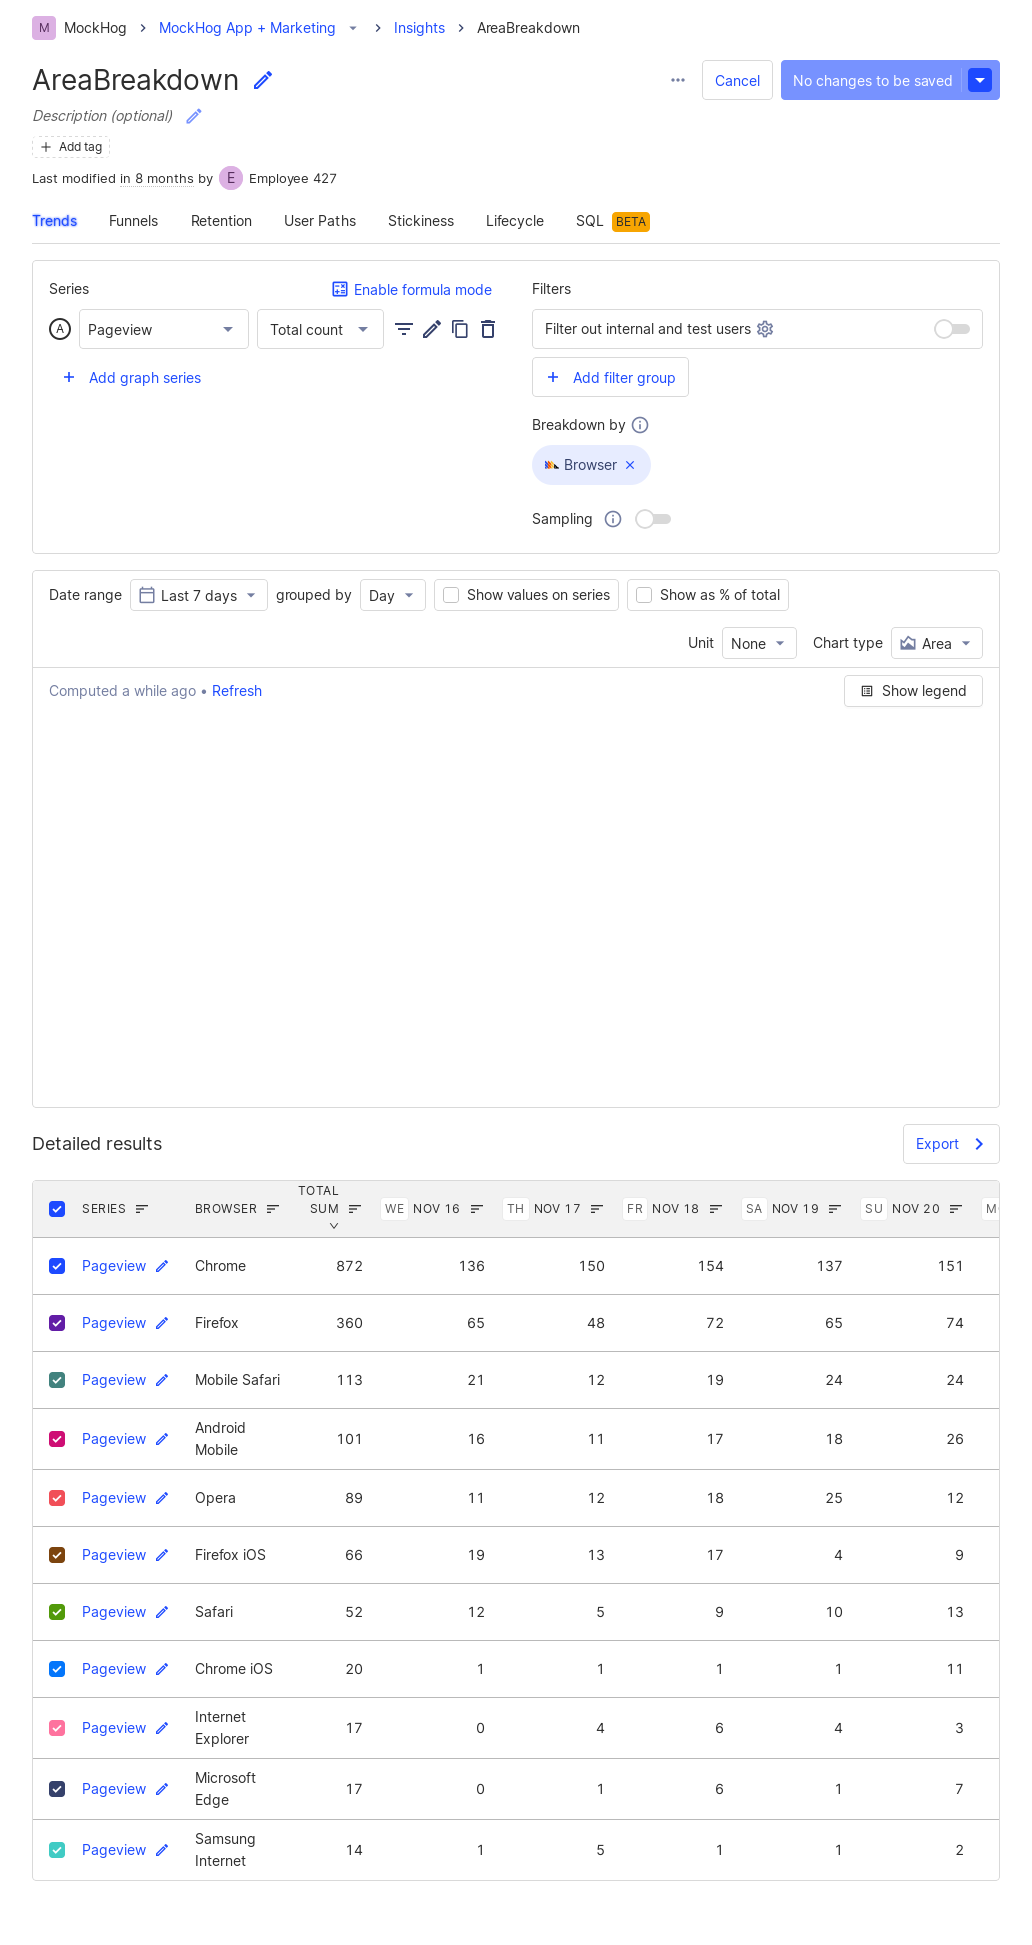 M MockHog > MockHog App + Marketing > Insights > AreaBreakdown
AreaBreakdown
Cancel No changes to be saved
Description (optional)
Add tag
Last modified in 8 months by E Employee 427
Trends Funnels Retention User Paths Stickiness Lifecycle SQL BETA
Series Enable formula mode Filters
A Pageview Total count Filter out internal and test users
Add graph series Add filter group
Breakdown by
Browser
Sampling
Date range Last 7 days grouped by Day Show values on series Show as % of total
Unit None Chart type Area
Computed a while ago • Refresh Show legend
Detailed results Export
SERIES BROWSER TOTAL SUM WE NOV 16 TH NOV 17 FR NOV 18 SA NOV 19 SU NOV 20
Pageview Chrome 872 136 150 154 137 151
Pageview Firefox 360 65 48 72 65 74
Pageview Mobile Safari 113 21 12 19 24 24
Pageview Android Mobile 101 16 11 17 18 26
Pageview Opera 89 11 12 18 25 12
Pageview Firefox iOS 66 19 13 17 4 9
Pageview Safari 52 12 5 9 10 13
Pageview Chrome iOS 20 1 1 1 1 11
Pageview Internet Explorer 17 0 4 6 4 3
Pageview Microsoft Edge 17 0 1 6 1 7
Pageview Samsung Internet 14 1 5 1 1 2